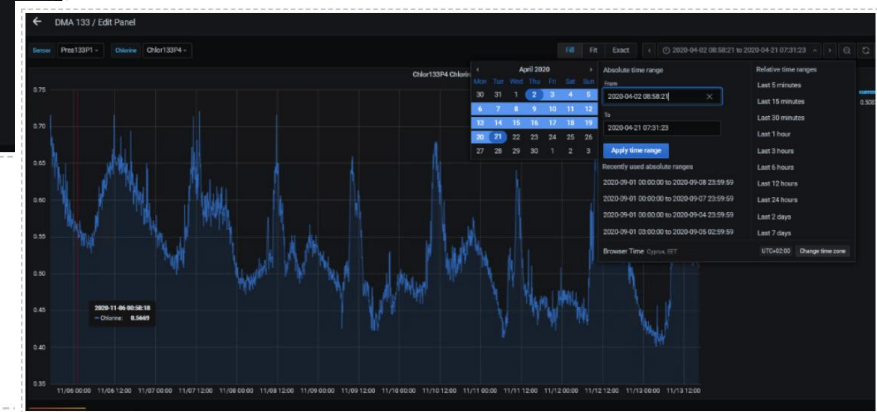 ← DMA 133 / Edit Panel
Sensor Pres133P1 Chlorine Chlor133P4
Fill Fit Exact 2020-04-02 08:58:21 to 2020-04-21 07:31:23
Chlor133P4 Chlorin
April 2020
Mon Tue Wed Thu Fri Sat Sun
30 31 1 2 3 4 5
6 7 8 9 10 11 12
13 14 15 16 17 18 19
20 21 22 23 24 25 26
27 28 29 30 1 2 3
Absolute time range
From
2020-04-02 08:58:21
To
2020-04-21 07:31:23
Apply time range
Recently used absolute ranges
2020-09-01 00:00:00 to 2020-09-08 23:59:59
2020-09-01 00:00:00 to 2020-09-07 23:59:59
2020-09-01 00:00:00 to 2020-09-04 23:59:59
2020-09-01 03:00:00 to 2020-09-05 02:59:59
Browser Time EET
UTC+02:00 Change time zone
Relative time ranges
Last 5 minutes
Last 15 minutes
Last 30 minutes
Last 1 hour
Last 3 hours
Last 6 hours
Last 12 hours
Last 24 hours
Last 2 days
Last 7 days
current
0.75
0.70
0.65
0.60
0.55
0.50
0.45
0.40
0.35
2020-11-06 00:58:18
Chlorine: 0.5669
11/06 00:00 11/06 12:00 11/07 00:00 11/07 12:00 11/08 00:00 11/08 12:00 11/09 00:00 11/09 12:00 11/10 00:00 11/10 12:00 11/11 00:00 11/11 12:00 11/12 00:00 11/12 12:00 11/13 00:00 11/13 12:00